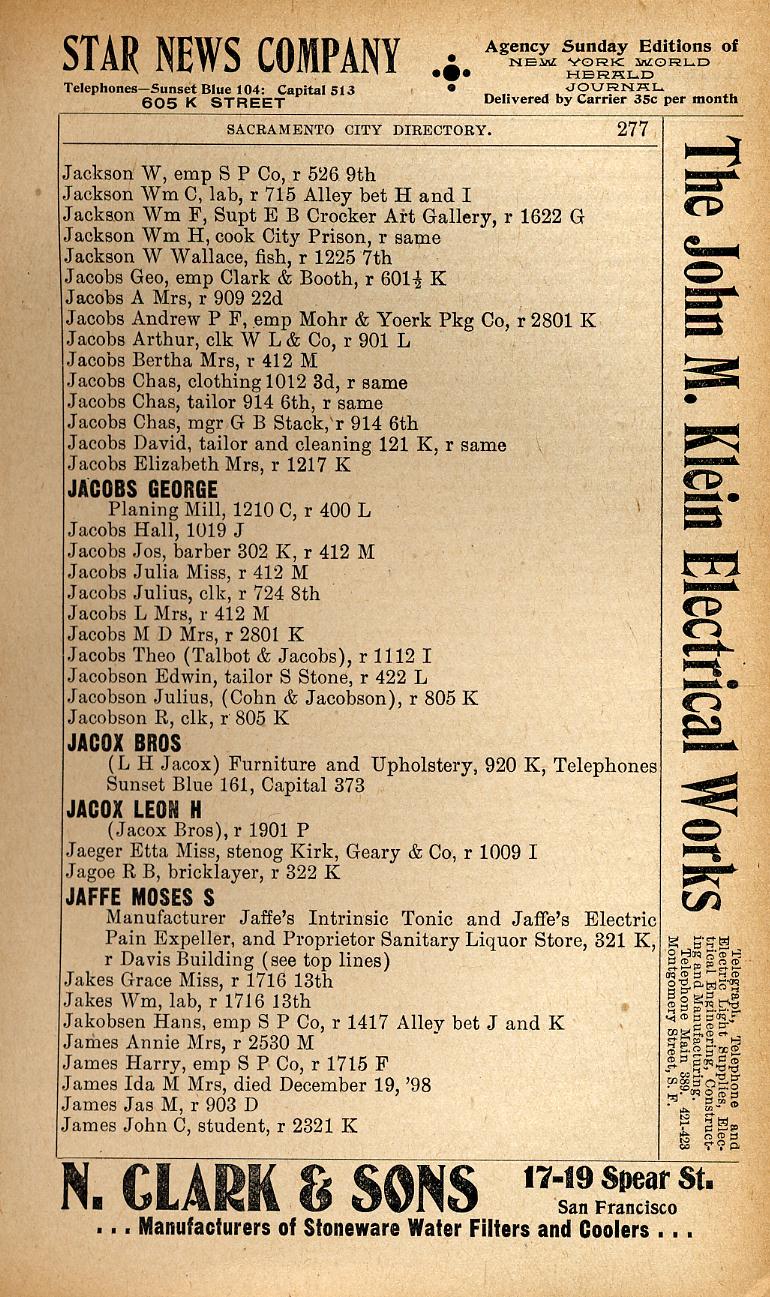 STAR NEWS COMPANY
Telephones—Sunset Blue 104: Capital 513
605 K STREET
Agency Sunday Editions of
NEW YORK WORLD
HERALD
JOURNAL
Delivered by Carrier 35c per month
SACRAMENTO CITY DIRECTORY. 277
Jackson W, emp S P Co, r 526 9th
Jackson Wm C, lab, r 715 Alley bet H and I
Jackson Wm F, Supt E B Crocker Art Gallery, r 1622 G
Jackson Wm H, cook City Prison, r same
Jackson W Wallace, fish, r 1225 7th
Jacobs Geo, emp Clark & Booth, r 601½ K
Jacobs A Mrs, r 909 22d
Jacobs Andrew P F, emp Mohr & Yoerk Pkg Co, r 2801 K
Jacobs Arthur, clk W L & Co, r 901 L
Jacobs Bertha Mrs, r 412 M
Jacobs Chas, clothing 1012 3d, r same
Jacobs Chas, tailor 914 6th, r same
Jacobs Chas, mgr G B Stack, r 914 6th
Jacobs David, tailor and cleaning 121 K, r same
Jacobs Elizabeth Mrs, r 1217 K
JACOBS GEORGE
Planing Mill, 1210 C, r 400 L
Jacobs Hall, 1019 J
Jacobs Jos, barber 302 K, r 412 M
Jacobs Julia Miss, r 412 M
Jacobs Julius, clk, r 724 8th
Jacobs L Mrs, r 412 M
Jacobs M D Mrs, r 2801 K
Jacobs Theo (Talbot & Jacobs), r 1112 I
Jacobson Edwin, tailor S Stone, r 422 L
Jacobson Julius, (Cohn & Jacobson), r 805 K
Jacobson R, clk, r 805 K
JACOX BROS
(L H Jacox) Furniture and Upholstery, 920 K, Telephones
Sunset Blue 161, Capital 373
JACOX LEON H
(Jacox Bros), r 1901 P
Jaeger Etta Miss, stenog Kirk, Geary & Co, r 1009 I
Jagoe R B, bricklayer, r 322 K
JAFFE MOSES S
Manufacturer Jaffe's Intrinsic Tonic and Jaffe's Electric
Pain Expeller, and Proprietor Sanitary Liquor Store, 321 K,
r Davis Building (see top lines)
Jakes Grace Miss, r 1716 13th
Jakes Wm, lab, r 1716 13th
Jakobsen Hans, emp S P Co, r 1417 Alley bet J and K
James Annie Mrs, r 2530 M
James Harry, emp S P Co, r 1715 F
James Ida M Mrs, died December 19, '98
James Jas M, r 903 D
James John C, student, r 2321 K
The John M. Klein Electrical Works
Telegraph, Telephone and
Electric Light Supplies, Elec-
trical Engineering, Construct-
ing and Manufacturing.
Telephone Main 389. 421-423
Montgomery Street, S. F.
N. CLARK & SONS
17-19 Spear St.
San Francisco
. . . Manufacturers of Stoneware Water Filters and Coolers . . .